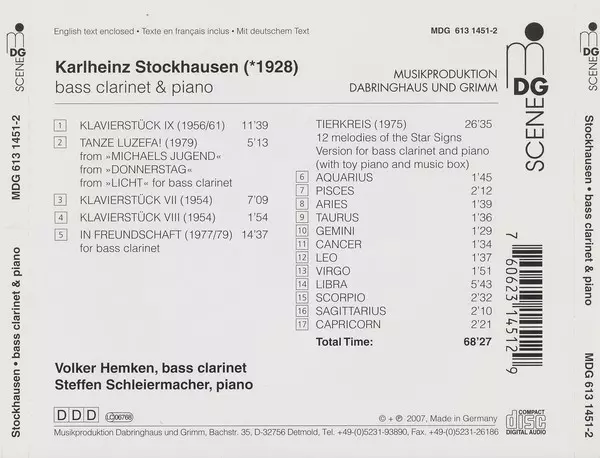 English text enclosed • Texte en français inclus • Mit deutschem Text
MDG 613 1451-2
Karlheinz Stockhausen (*1928)
bass clarinet & piano
MUSIKPRODUKTION
DABRINGHAUS UND GRIMM
MDG
SCENE
1 KLAVIERSTÜCK IX (1956/61) 11'39
2 TANZE LUZEFA! (1979) 5'13
from »MICHAELS JUGEND«
from »DONNERSTAG«
from »LICHT« for bass clarinet
3 KLAVIERSTÜCK VII (1954) 7'09
4 KLAVIERSTÜCK VIII (1954) 1'54
5 IN FREUNDSCHAFT (1977/79) 14'37
for bass clarinet
TIERKREIS (1975) 26'35
12 melodies of the Star Signs
Version for bass clarinet and piano
(with toy piano and music box)
6 AQUARIUS 1'45
7 PISCES 2'12
8 ARIES 1'39
9 TAURUS 1'36
10 GEMINI 1'29
11 CANCER 1'34
12 LEO 1'37
13 VIRGO 1'51
14 LIBRA 5'43
15 SCORPIO 2'32
16 SAGITTARIUS 2'10
17 CAPRICORN 2'21
Total Time: 68'27
Volker Hemken, bass clarinet
Steffen Schleiermacher, piano
DDD
LC 06768
© + ℗ 2007, Made in Germany
COMPACT
disc
DIGITAL AUDIO
Musikproduktion Dabringhaus und Grimm, Bachstr. 35, D-32756 Detmold, Tel. +49-(0)5231-93890, Fax +49-(0)5231-26186
7 60623 14512 9
MDG
SCENE
MDG 613 1451-2
Stockhausen • bass clarinet & piano
MDG
SCENE
Stockhausen • bass clarinet & piano
MDG 613 1451-2